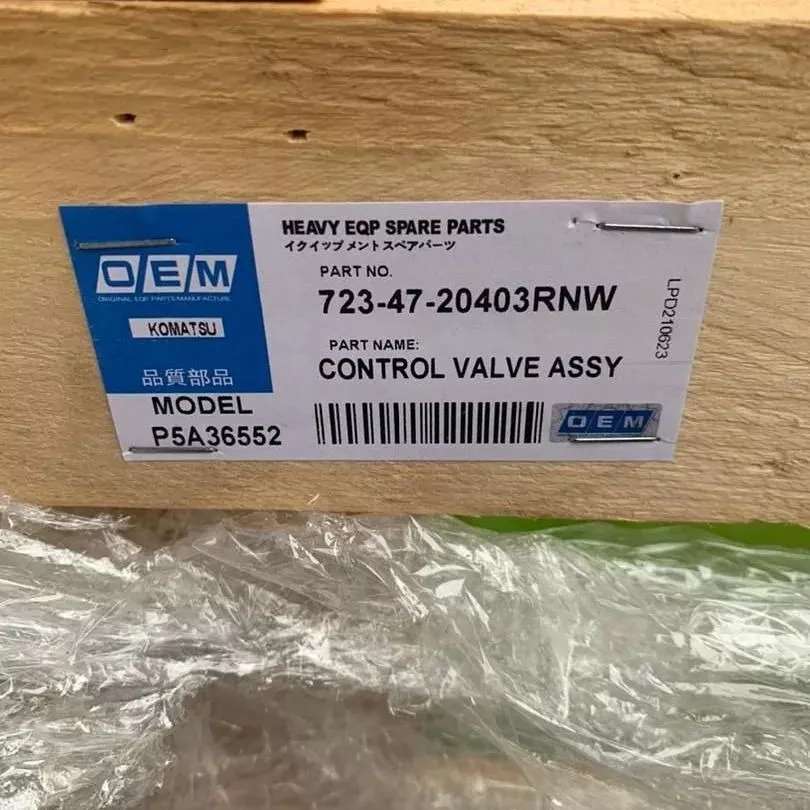 HEAVY EQP SPARE PARTS
イクイップメントスペアパーツ
OEM
ORIGINAL EQP PARTS MANUFACTURE
KOMATSU
品質部品
MODEL
P5A36552
PART NO.
723-47-20403RNW
PART NAME:
CONTROL VALVE ASSY
OEM
LPD210623